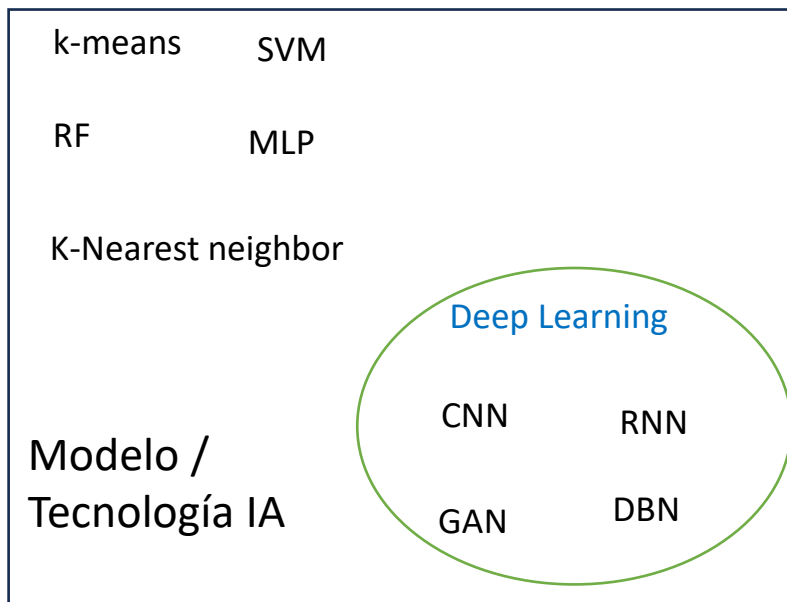 k-means SVM
RF MLP
K-Nearest neighbor
Deep Learning
CNN RNN
GAN DBN
Modelo /
Tecnología IA